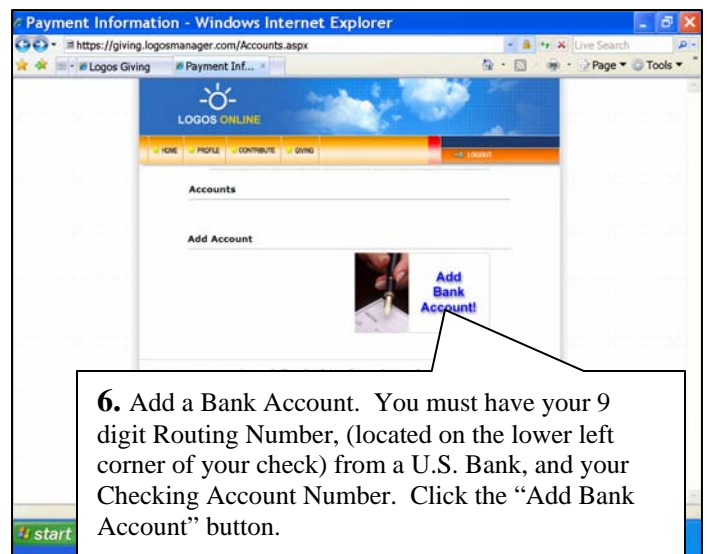 Payment Information - Windows Internet Explorer
https://giving.logosmanager.com/Accounts.aspx
Live Search
Logos Giving
Payment Inf...
Page
Tools
LOGOS ONLINE
HOME
PROFILE
CONTRIBUTE
GIVING
LOGOUT
Accounts
Add Account
Add
Bank
Account!
6. Add a Bank Account. You must have your 9
digit Routing Number, (located on the lower left
corner of your check) from a U.S. Bank, and your
Checking Account Number. Click the “Add Bank
Account” button.
start